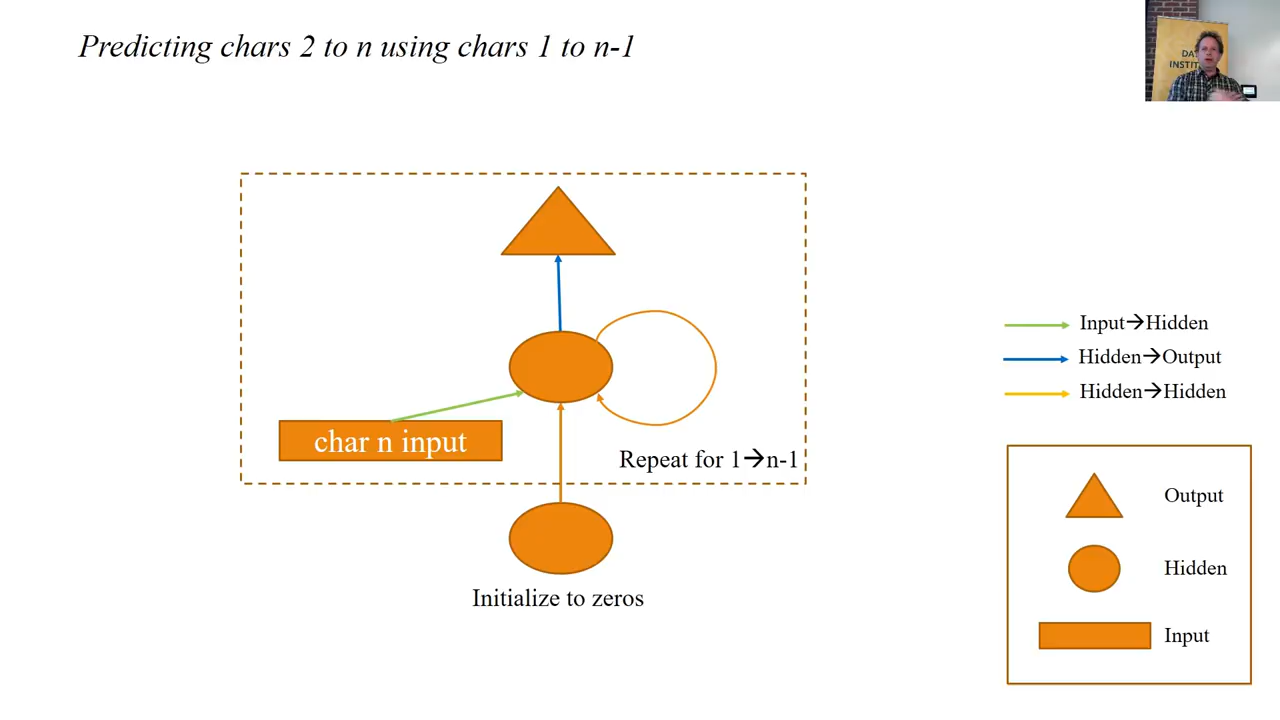 Predicting chars 2 to n using chars 1 to n-1
char n input
Repeat for 1→n-1
Initialize to zeros
Input→Hidden
Hidden→Output
Hidden→Hidden
Output
Hidden
Input